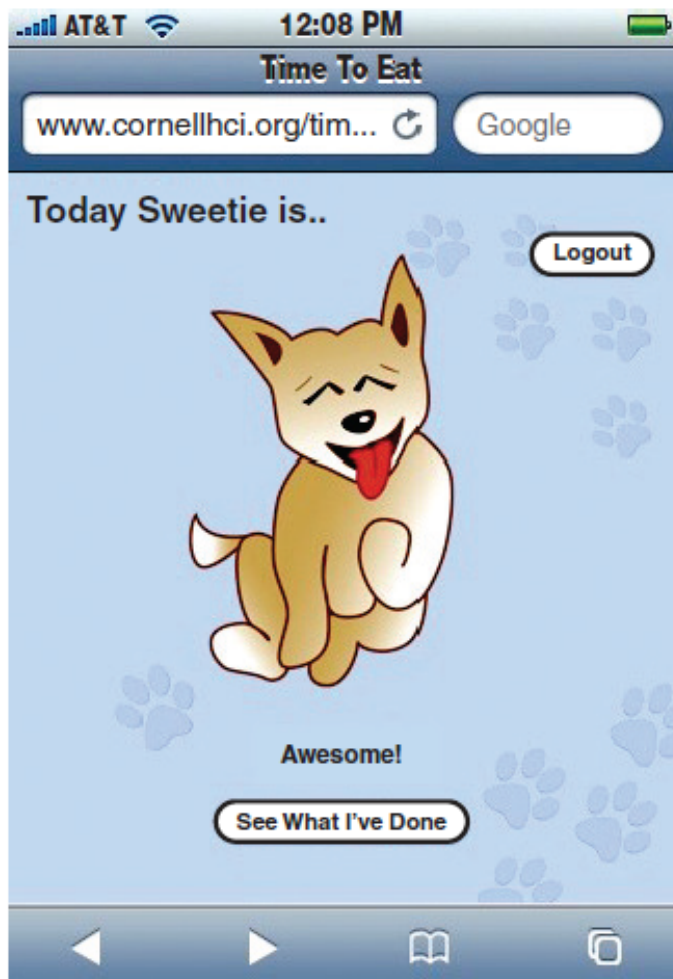 AT&T 12:08 PM
Time To Eat
www.cornellhci.org/tim... Google
Today Sweetie is..
Logout
Awesome!
See What I've Done